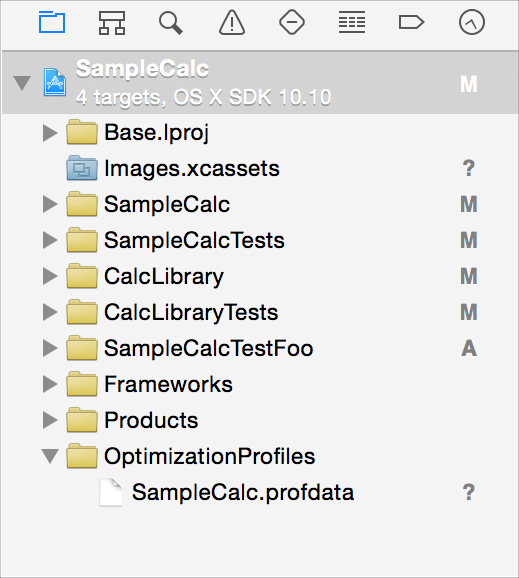 SampleCalc
4 targets, OS X SDK 10.10
M
Base.lproj
Images.xcassets ?
SampleCalc M
SampleCalcTests M
CalcLibrary M
CalcLibraryTests M
SampleCalcTestFoo A
Frameworks
Products
OptimizationProfiles
SampleCalc.profdata ?